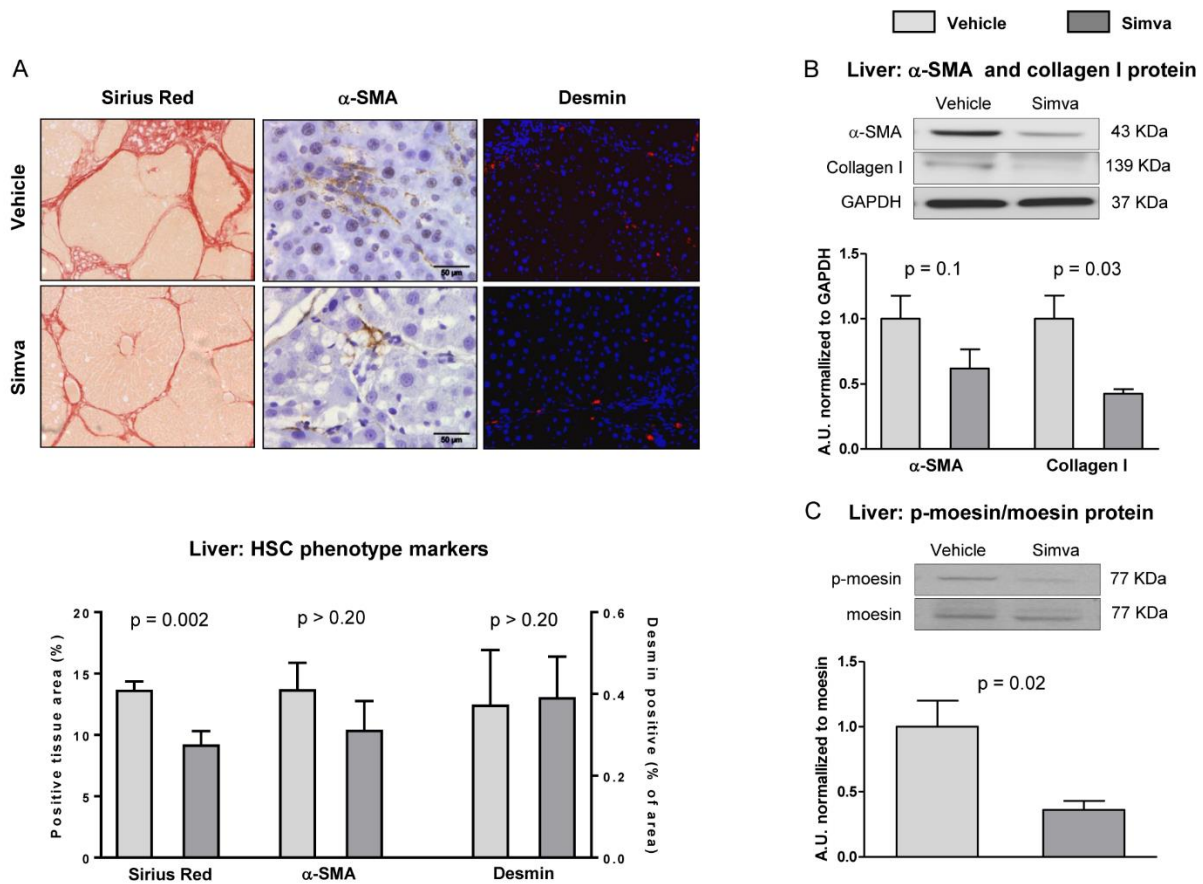 Vehicle Simva
A
Sirius Red α-SMA Desmin
Vehicle
50 µm
Simva
50 µm
Liver: HSC phenotype markers
Positive tissue area (%)
20
15
10
5
0
p = 0.002 p > 0.20 p > 0.20
0.6
0.4
0.2
0.0
Desmin positive (% of area)
Sirius Red α-SMA Desmin
B Liver: α-SMA and collagen I protein
Vehicle Simva
α-SMA 43 KDa
Collagen I 139 KDa
GAPDH 37 KDa
A.U. normalized to GAPDH
1.5
1.0
0.5
0.0
p = 0.1 p = 0.03
α-SMA Collagen I
C Liver: p-moesin/moesin protein
Vehicle Simva
p-moesin 77 KDa
moesin 77 KDa
A.U. normallized to moesin
1.5
1.0
0.5
0.0
p = 0.02